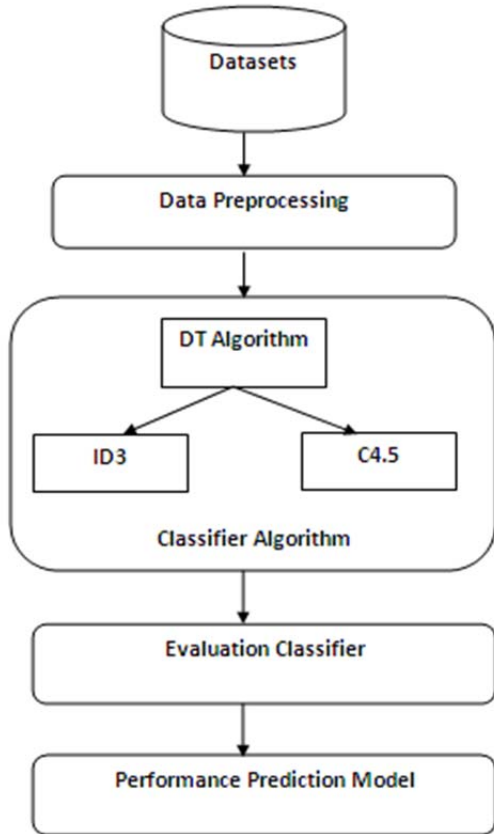 Datasets
Data Preprocessing
DT Algorithm
ID3
C4.5
Classifier Algorithm
Evaluation Classifier
Performance Prediction Model